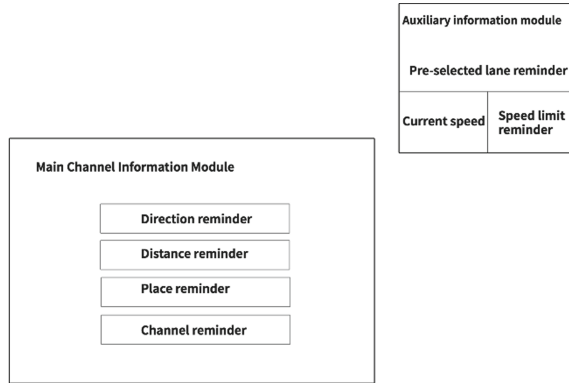 Auxiliary information module
Pre-selected lane reminder
Current speed
Speed limit
reminder
Main Channel Information Module
Direction reminder
Distance reminder
Place reminder
Channel reminder